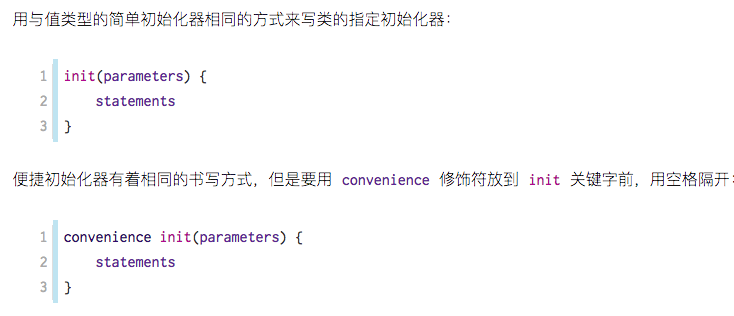 用与值类型的简单初始化器相同的方式来写类的指定初始化器：
1 init(parameters) {
2     statements
3 }
便捷初始化器有着相同的书写方式，但是要用 convenience 修饰符放到 init 关键字前，用空格隔开：
1 convenience init(parameters) {
2     statements
3 }